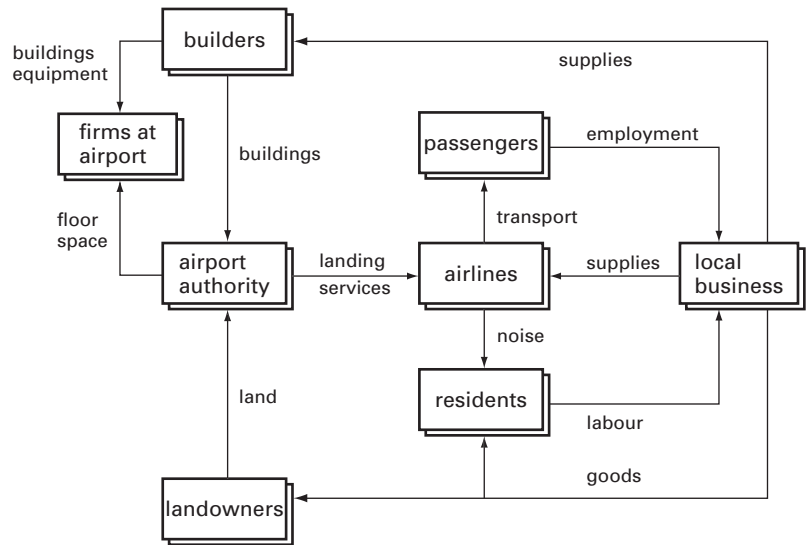 builders
buildings
equipment
supplies
firms at
airport
passengers
employment
buildings
floor
space
transport
airport
authority
landing
services
airlines
supplies
local
business
noise
land
residents
labour
goods
landowners